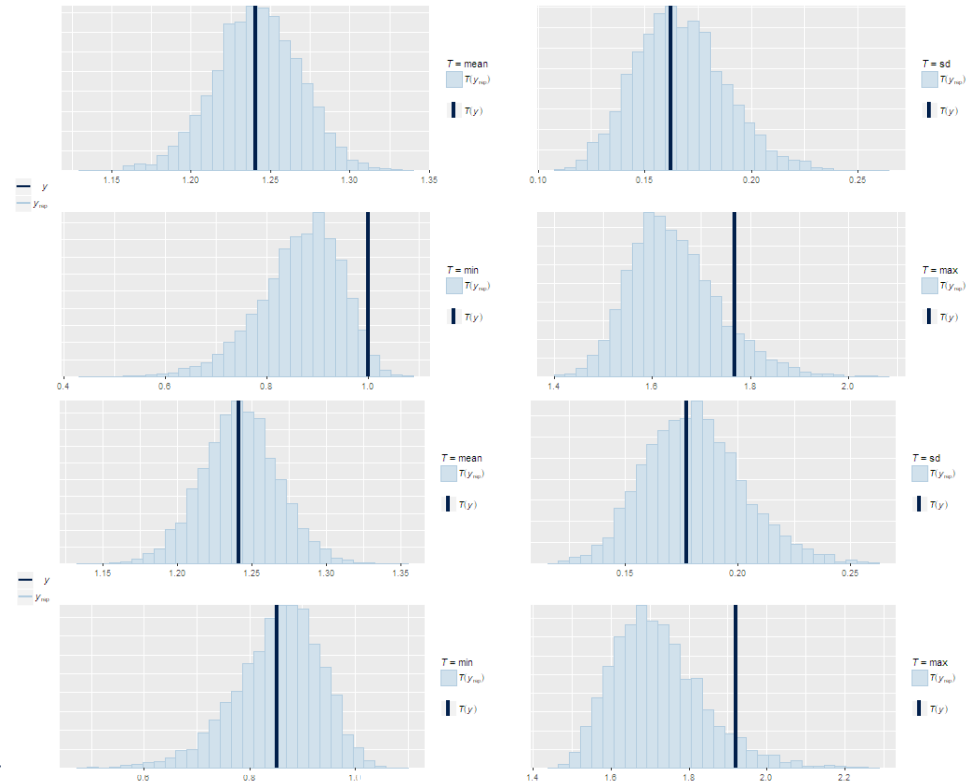 T = mean
T(y_rep)
T(y)
1.15 1.20 1.25 1.30 1.35
T = sd
T(y_rep)
T(y)
0.10 0.15 0.20 0.25
y
y_rep
T = min
T(y_rep)
T(y)
0.4 0.6 0.8 1.0
T = max
T(y_rep)
T(y)
1.4 1.6 1.8 2.0
T = mean
T(y_rep)
T(y)
1.15 1.20 1.25 1.30 1.35
T = sd
T(y_rep)
T(y)
0.15 0.20 0.25
y
y_rep
T = min
T(y_rep)
T(y)
0.8
T = max
T(y_rep)
T(y)
1.4 1.6 1.8 2.0 2.2